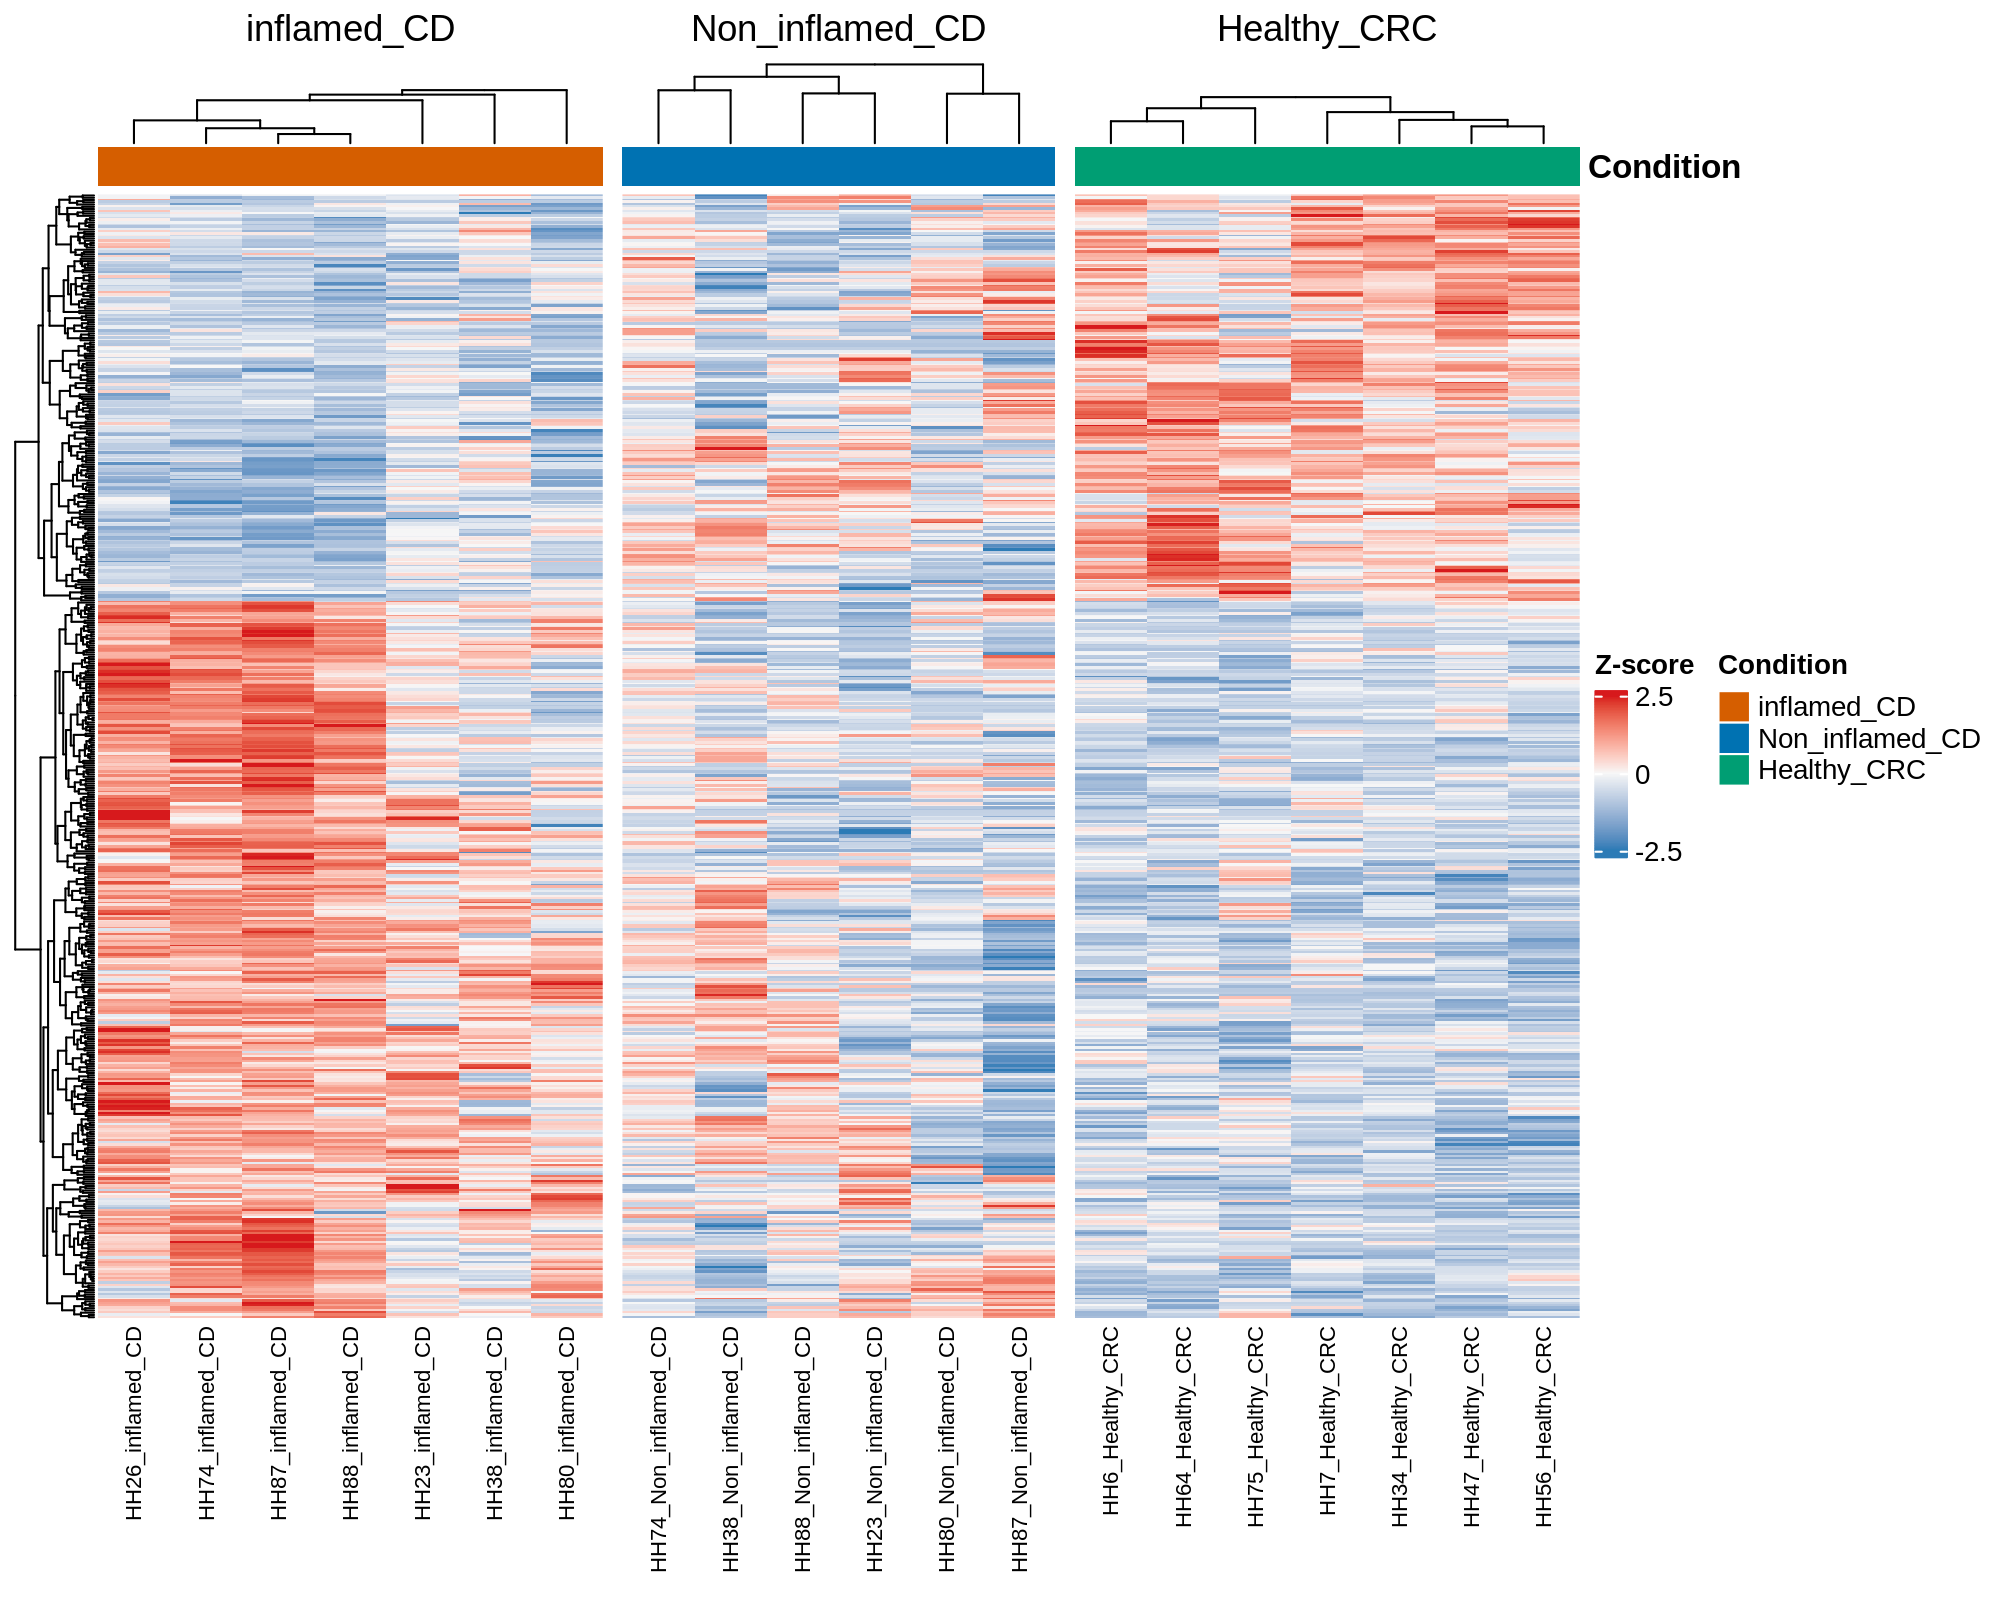 inflamed_CD
Non_inflamed_CD
Healthy_CRC
Condition
Z-score
2.5
0
-2.5
Condition
inflamed_CD
Non_inflamed_CD
Healthy_CRC
HH26_inflamed_CD
HH74_inflamed_CD
HH87_inflamed_CD
HH88_inflamed_CD
HH23_inflamed_CD
HH38_inflamed_CD
HH80_inflamed_CD
HH74_Non_inflamed_CD
HH38_Non_inflamed_CD
HH88_Non_inflamed_CD
HH23_Non_inflamed_CD
HH80_Non_inflamed_CD
HH87_Non_inflamed_CD
HH6_Healthy_CRC
HH64_Healthy_CRC
HH75_Healthy_CRC
HH7_Healthy_CRC
HH34_Healthy_CRC
HH47_Healthy_CRC
HH56_Healthy_CRC